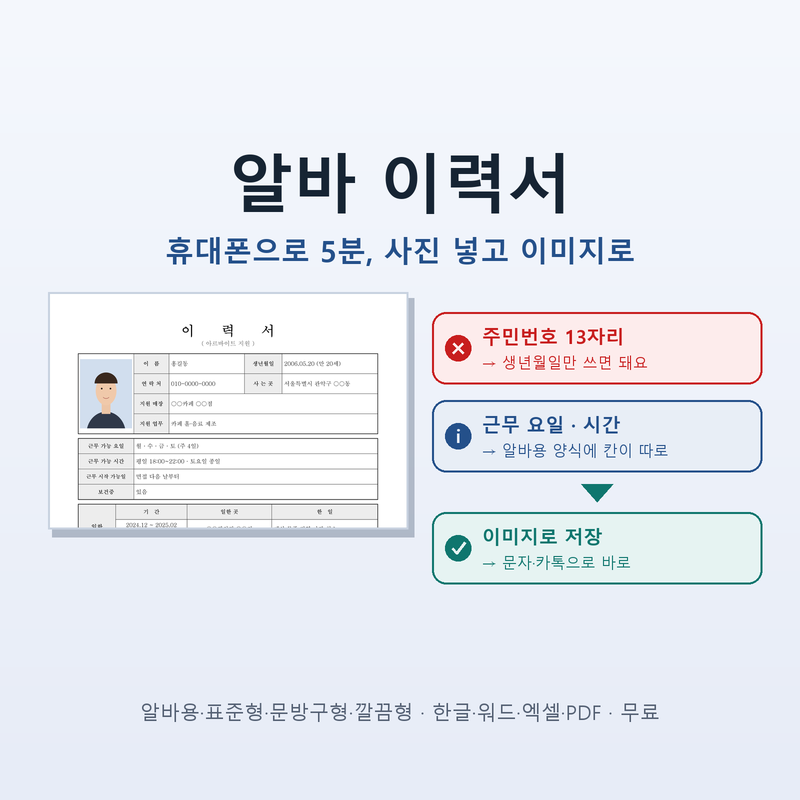 알바 이력서
휴대폰으로 5분, 사진 넣고 이미지로
이 력 서
( 아르바이트 지원 )
이 름 홍길동 생년월일 2006.05.20 (만 20세)
연 락 처 010-0000-0000 사 는 곳 서울특별시 관악구 ○○동
지원 매장 ○○카페 ○○점
지원 업무 카페 홀·음료 제조
근무 가능 요일 월 · 수 · 금 · 토 (주 4일)
근무 가능 시간 평일 18:00~22:00 · 토요일 종일
근무 시작 가능일 면접 다음 날부터
보건증 있음
기 간 일한 곳 한 일
2024.12 ~ 2025.02
주민번호 13자리
→ 생년월일만 쓰면 돼요
근무 요일 · 시간
→ 알바용 양식에 칸이 따로
이미지로 저장
→ 문자·카톡으로 바로
알바용·표준형·문방구형·깔끔형 · 한글·워드·엑셀·PDF · 무료